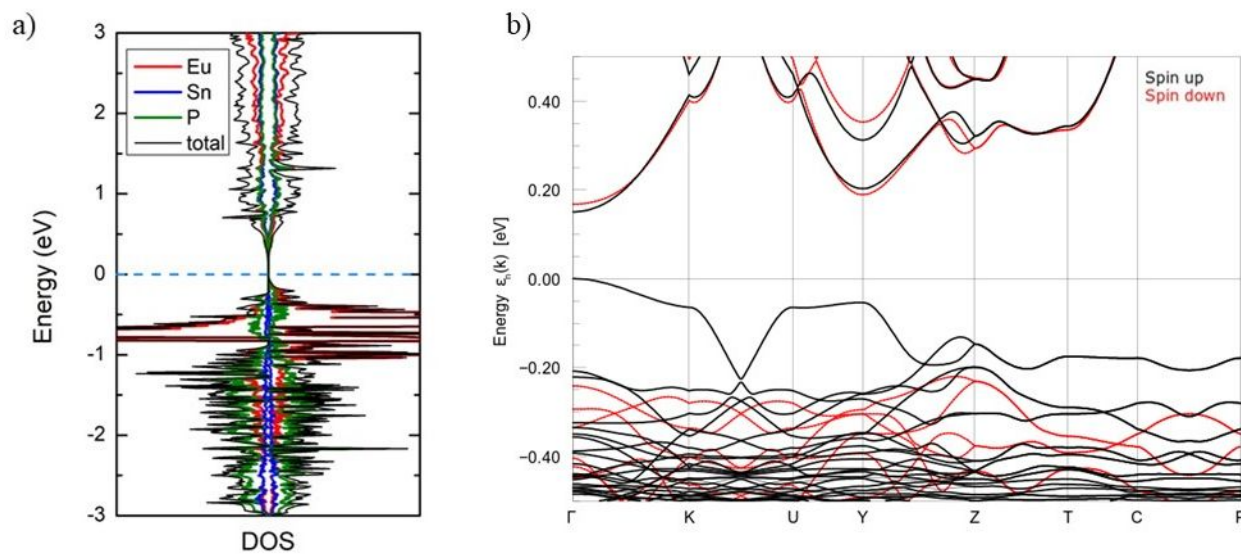 a)
3
2
1
0
-1
-2
-3
Energy (eV)
Eu
Sn
P
total
DOS
b)
0.40
0.20
0.00
-0.20
-0.40
Energy εn(k) [eV]
Spin up
Spin down
Γ K U Y Z T C